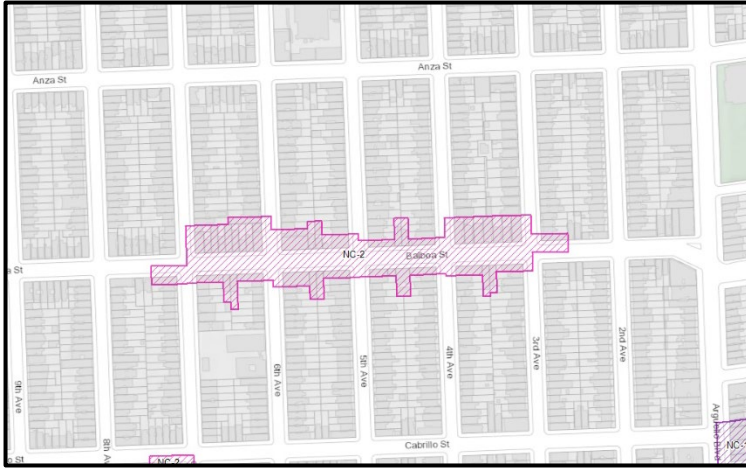 Anza St
Anza St
NC-2
Balboa St
a St
9th Ave
8th Av
6th Ave
5th Ave
4th Ave
3rd Ave
2nd Ave
Cabrillo St
o St
NC-2
NC-